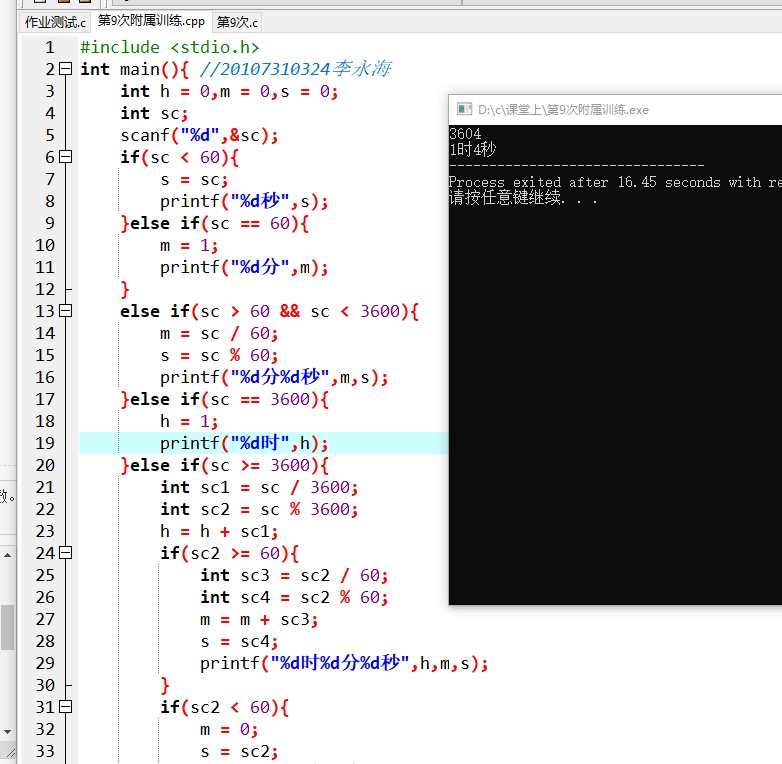 作业测试.c 第9次附属训练.cpp 第9次.c
1 #include <stdio.h>
2 int main(){ //20107310324李永海
3 int h = 0,m = 0,s = 0;
4 int sc;
5 scanf("%d",&sc);
6 if(sc < 60){
7 s = sc;
8 printf("%d秒",s);
9 }else if(sc == 60){
10 m = 1;
11 printf("%d分",m);
12 }
13 else if(sc > 60 && sc < 3600){
14 m = sc / 60;
15 s = sc % 60;
16 printf("%d分%d秒",m,s);
17 }else if(sc == 3600){
18 h = 1;
19 printf("%d时",h);
20 }else if(sc >= 3600){
21 int sc1 = sc / 3600;
22 int sc2 = sc % 3600;
23 h = h + sc1;
24 if(sc2 >= 60){
25 int sc3 = sc2 / 60;
26 int sc4 = sc2 % 60;
27 m = m + sc3;
28 s = sc4;
29 printf("%d时%d分%d秒",h,m,s);
30 }
31 if(sc2 < 60){
32 m = 0;
33 s = sc2;
D:\c\课堂上\第9次附属训练.exe
3604
1时4秒
--------------------------------
Process exited after 16.45 seconds with re
请按任意键继续. . .